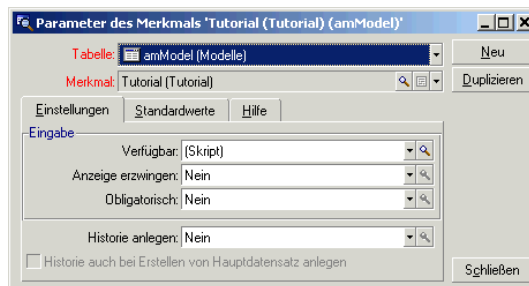 Parameter des Merkmals 'Tutorial (Tutorial) (amModel)'
Tabelle: amModel (Modelle)
Neu
Merkmal: Tutorial (Tutorial)
Duplizieren
Einstellungen Standardwerte Hilfe
Eingabe
Verfügbar: (Skript)
Anzeige erzwingen: Nein
Obligatorisch: Nein
Historie anlegen: Nein
Historie auch bei Erstellen von Hauptdatensatz anlegen
Schließen